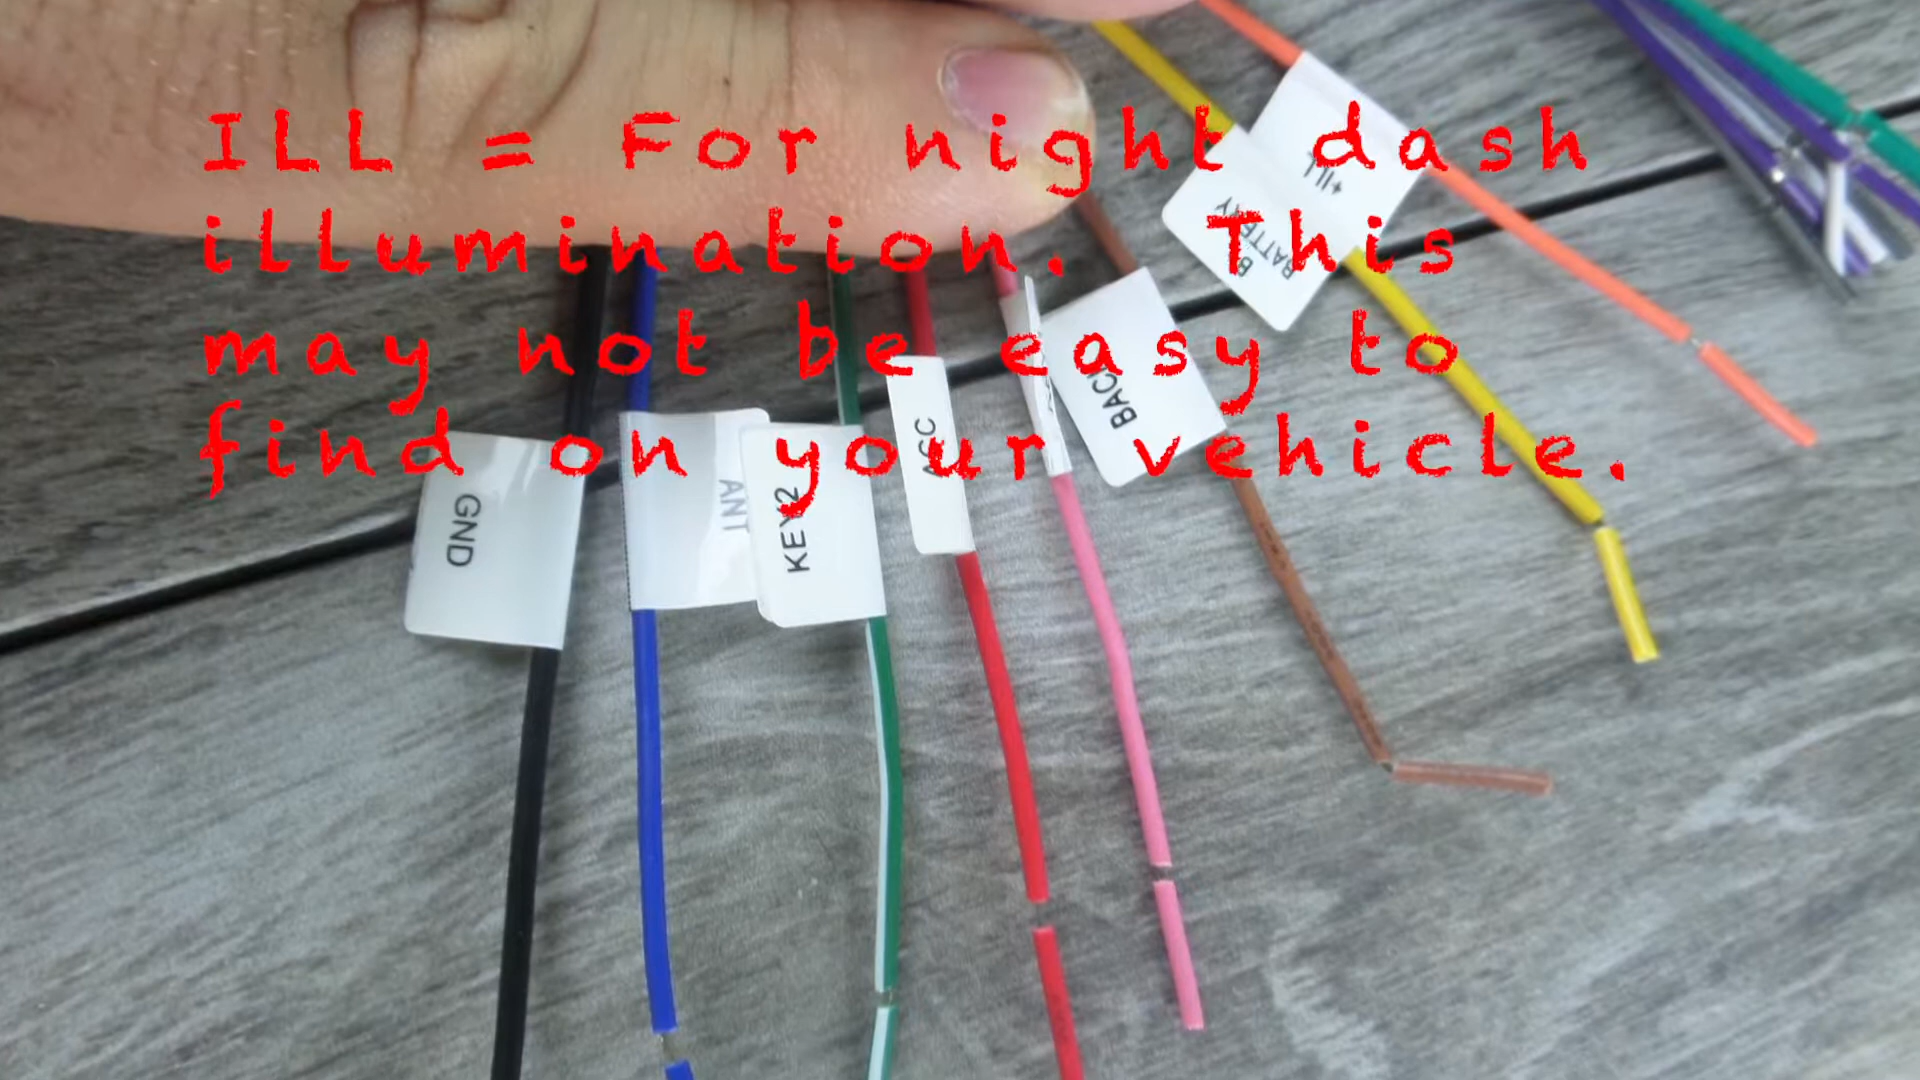 ILL = For night dash
illumination. This
may not be easy to
find on your vehicle.
GND
ANT
KEY2
ACC
BACK
BATTERY
+ILL